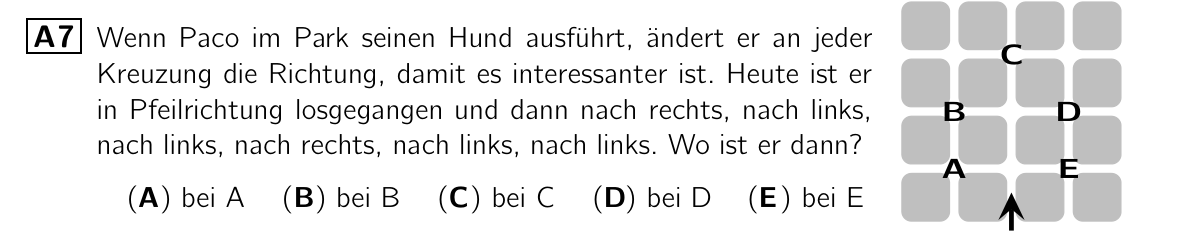 A7 Wenn Paco im Park seinen Hund ausführt, ändert er an jeder
Kreuzung die Richtung, damit es interessanter ist. Heute ist er
in Pfeilrichtung losgegangen und dann nach rechts, nach links,
nach links, nach rechts, nach links, nach links. Wo ist er dann?
(A) bei A (B) bei B (C) bei C (D) bei D (E) bei E
C
B D
A E